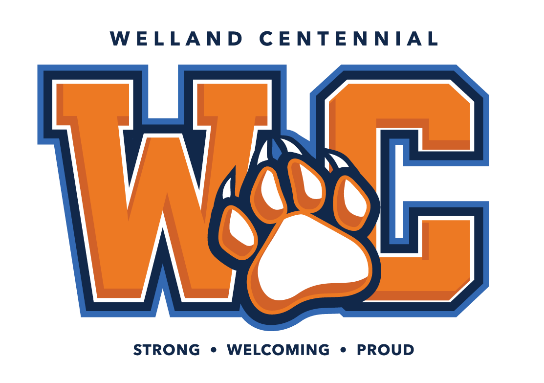 WELLAND CENTENNIAL
WC
STRONG • WELCOMING • PROUD